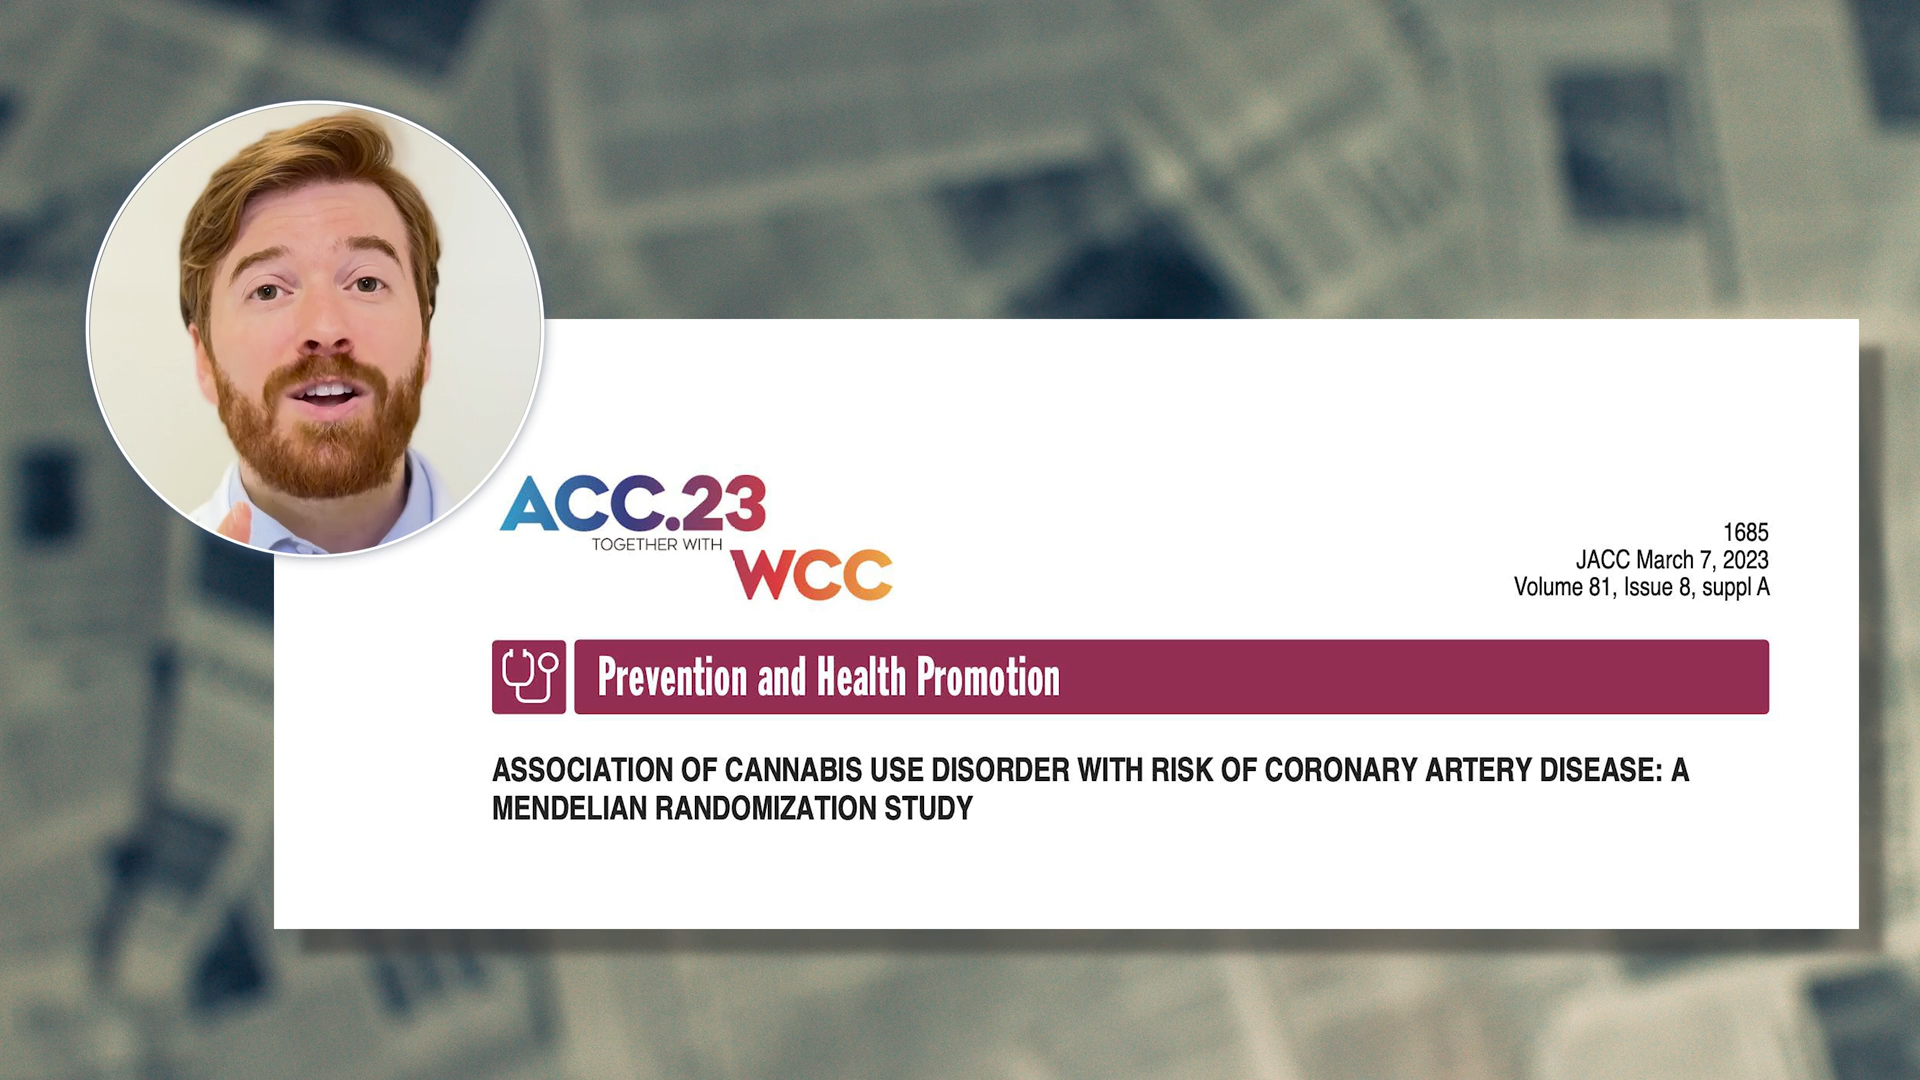 ACC.23
TOGETHER WITH
WCC
1685
JACC March 7, 2023
Volume 81, Issue 8, suppl A
Prevention and Health Promotion
ASSOCIATION OF CANNABIS USE DISORDER WITH RISK OF CORONARY ARTERY DISEASE: A
MENDELIAN RANDOMIZATION STUDY